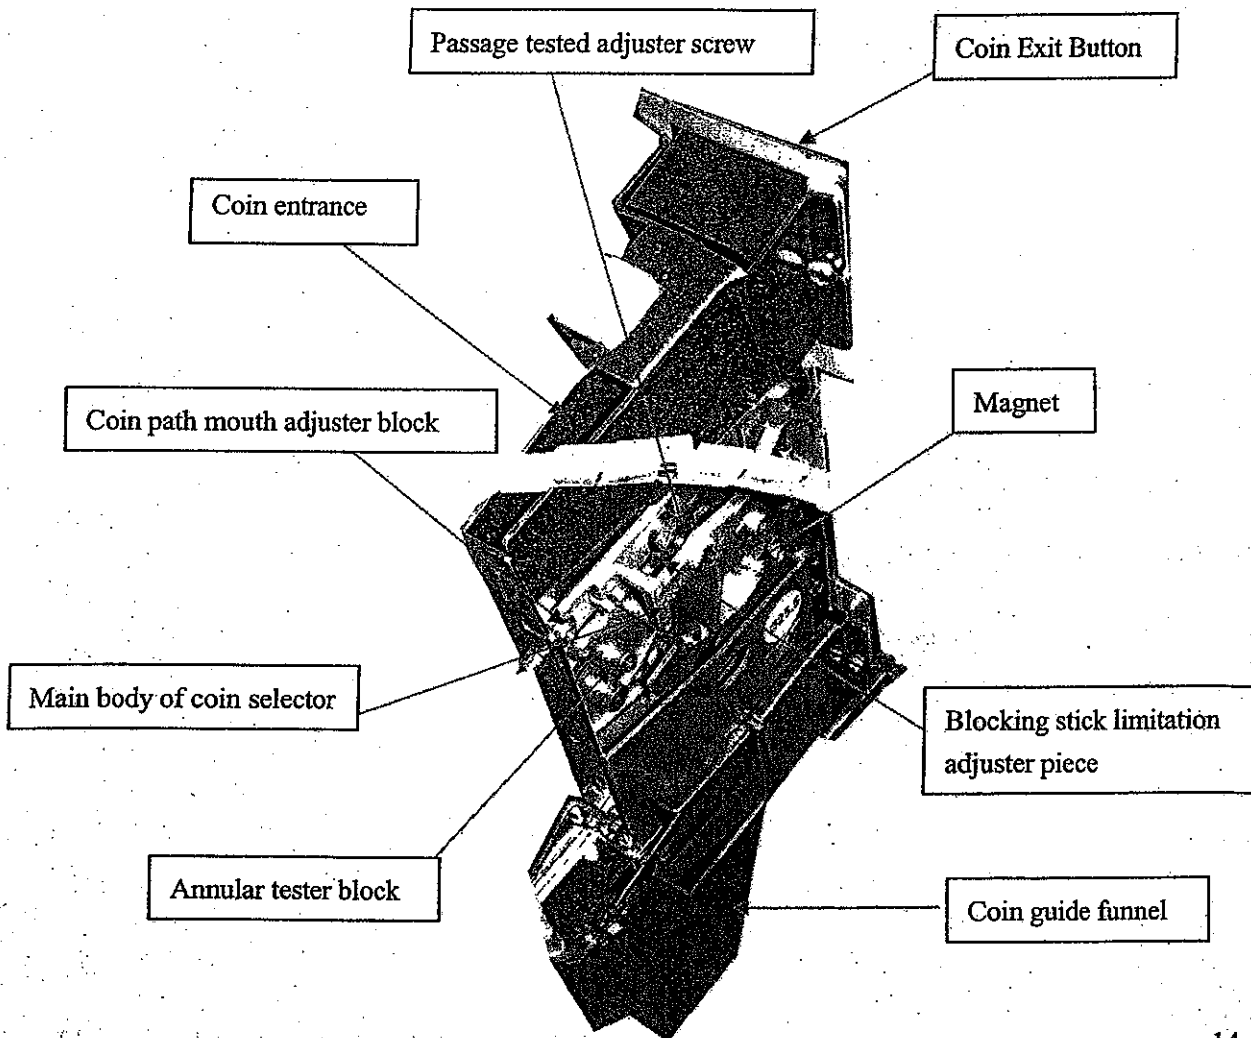 Passage tested adjuster screw
Coin Exit Button
Coin entrance
Coin path mouth adjuster block
Magnet
Main body of coin selector
Blocking stick limitation
adjuster piece
Annular tester block
Coin guide funnel
14